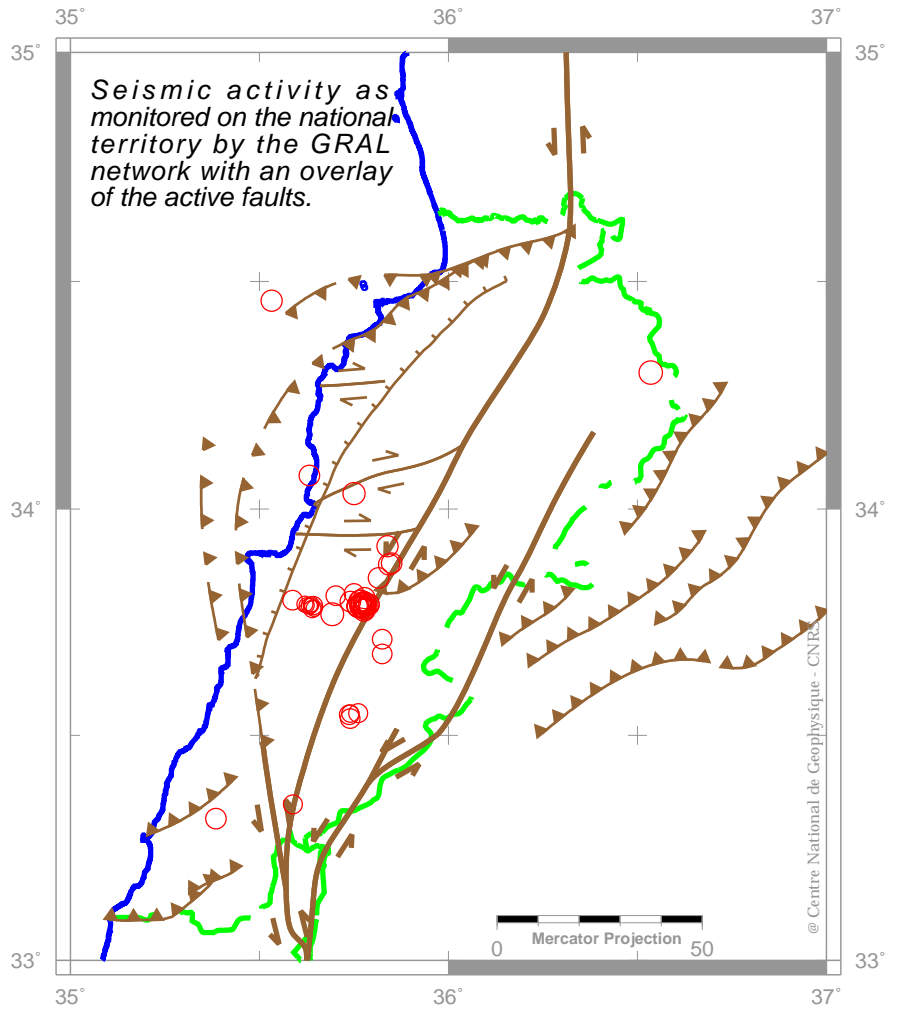 35˚ 36˚ 37˚
35˚ 35˚
Seismic activity as
monitored on the national
territory by the GRAL
network with an overlay
of the active faults.
34˚ 34˚
@ Centre National de Geophysique - CNRS
Mercator Projection
0 50
33˚ 33˚
35˚ 36˚ 37˚